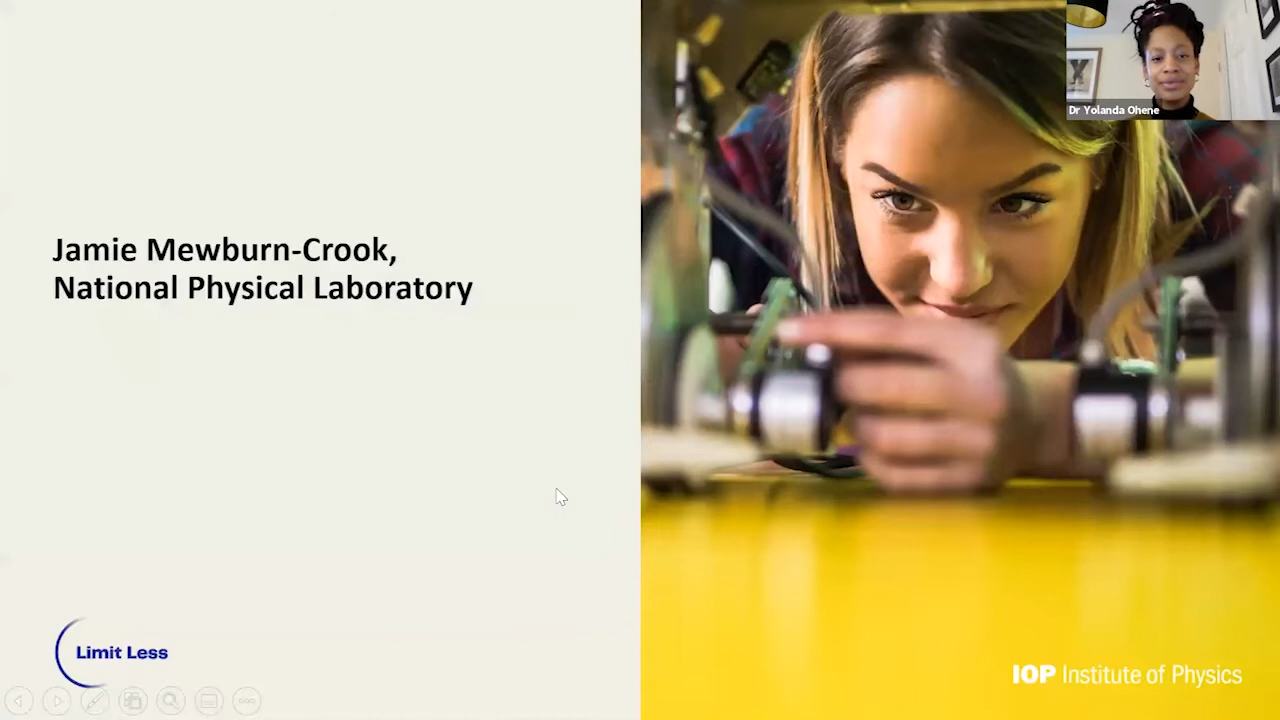 Dr Yolanda Ohene
Jamie Mewburn-Crook,
National Physical Laboratory
Limit Less
IOP Institute of Physics